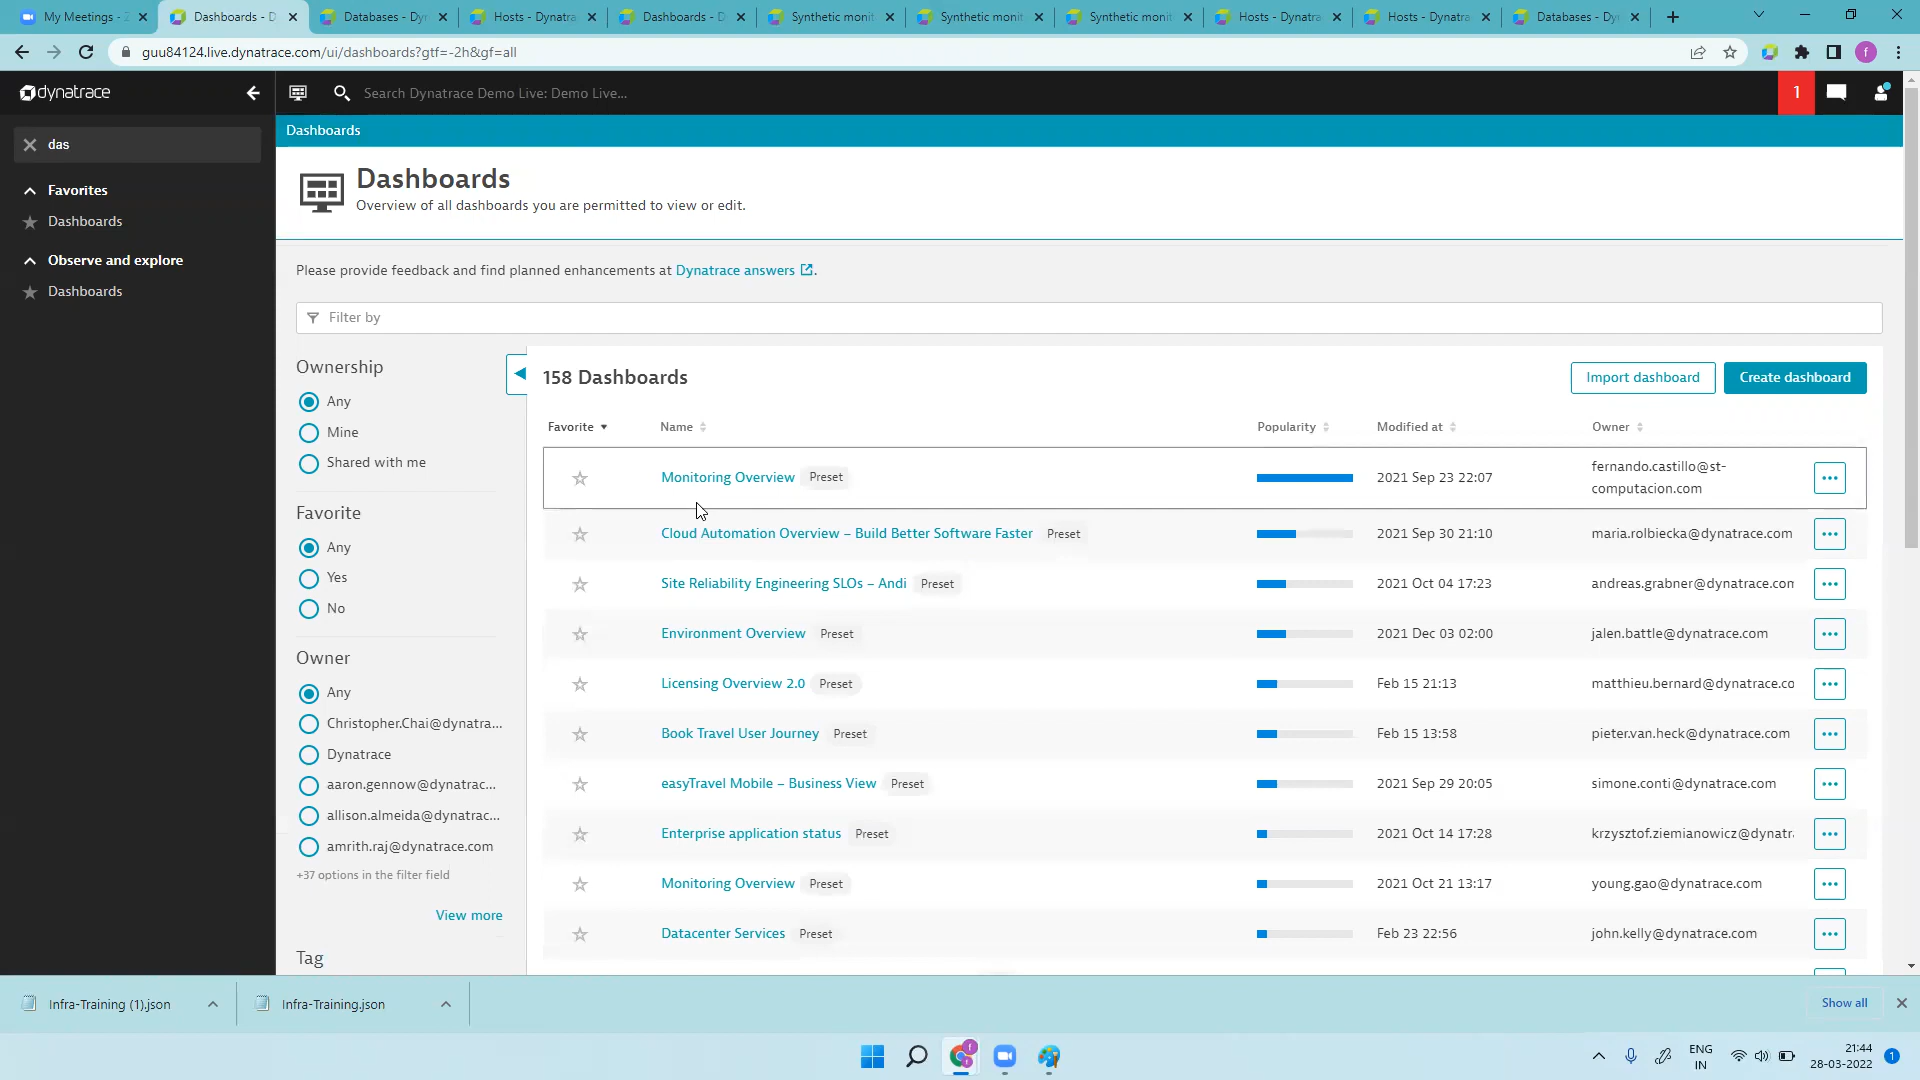 My Meetings - Z
Dashboards - D
Databases - Dy
Hosts - Dynatra
Dashboards - D
Synthetic monit
Synthetic monit
Synthetic monit
Hosts - Dynatra
Hosts - Dynatra
Databases - Dy
guu84124.live.dynatrace.com/ui/dashboards?gtf=-2h&gf=all
f
dynatrace
Search Dynatrace Demo Live: Demo Live...
1
das
Favorites
Dashboards
Observe and explore
Dashboards
Dashboards
Dashboards
Overview of all dashboards you are permitted to view or edit.
Please provide feedback and find planned enhancements at Dynatrace answers.
Filter by
Ownership
Any
Mine
Shared with me
Favorite
Any
Yes
No
Owner
Any
Christopher.Chai@dynatra...
Dynatrace
aaron.gennow@dynatrac...
allison.almeida@dynatrac...
amrith.raj@dynatrace.com
+37 options in the filter field
View more
Tag
158 Dashboards
Import dashboard
Create dashboard
Favorite Name Popularity Modified at Owner
Monitoring Overview Preset 2021 Sep 23 22:07 fernando.castillo@st-
computacion.com
Cloud Automation Overview – Build Better Software Faster Preset 2021 Sep 30 21:10 maria.rolbiecka@dynatrace.com
Site Reliability Engineering SLOs – Andi Preset 2021 Oct 04 17:23 andreas.grabner@dynatrace.con
Environment Overview Preset 2021 Dec 03 02:00 jalen.battle@dynatrace.com
Licensing Overview 2.0 Preset Feb 15 21:13 matthieu.bernard@dynatrace.co
Book Travel User Journey Preset Feb 15 13:58 pieter.van.heck@dynatrace.com
easyTravel Mobile – Business View Preset 2021 Sep 29 20:05 simone.conti@dynatrace.com
Enterprise application status Preset 2021 Oct 14 17:28 krzysztof.ziemianowicz@dynatr
Monitoring Overview Preset 2021 Oct 21 13:17 young.gao@dynatrace.com
Datacenter Services Preset Feb 23 22:56 john.kelly@dynatrace.com
Infra-Training (1).json
Infra-Training.json
Show all
ENG
IN
21:44
28-03-2022
1